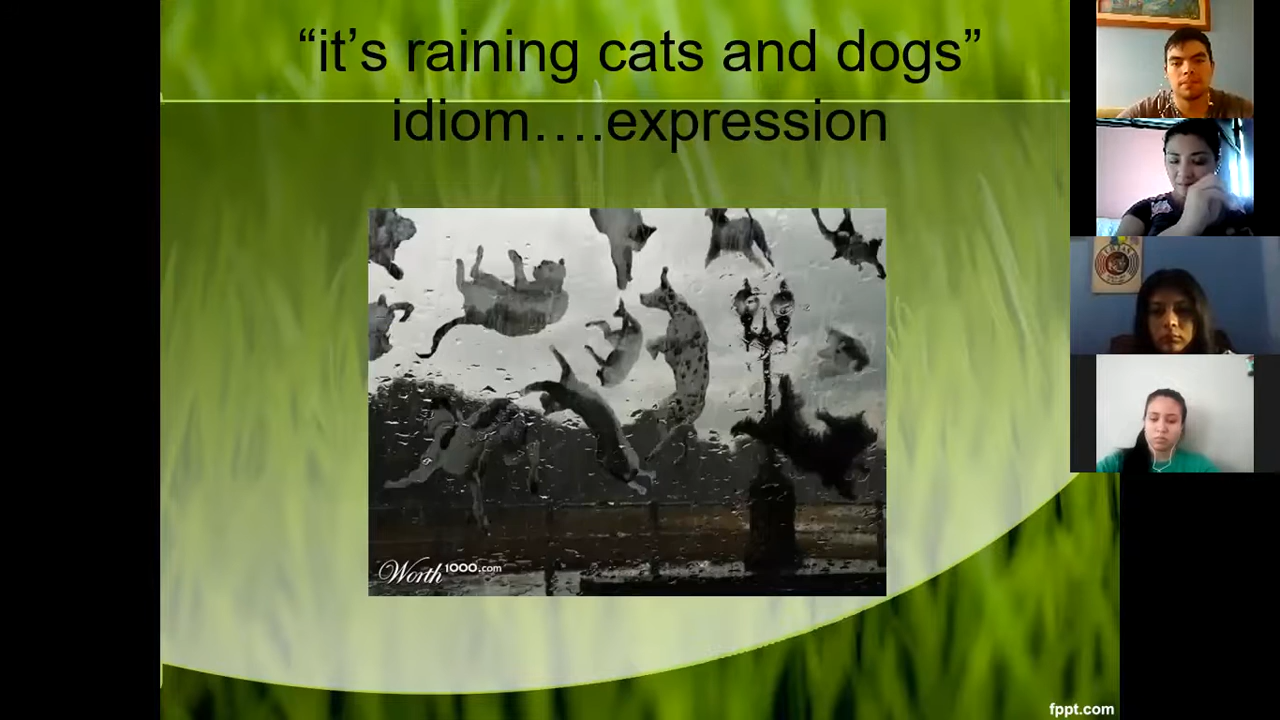 “it’s raining cats and dogs”
idiom….expression
Worth1000.com
fppt.com